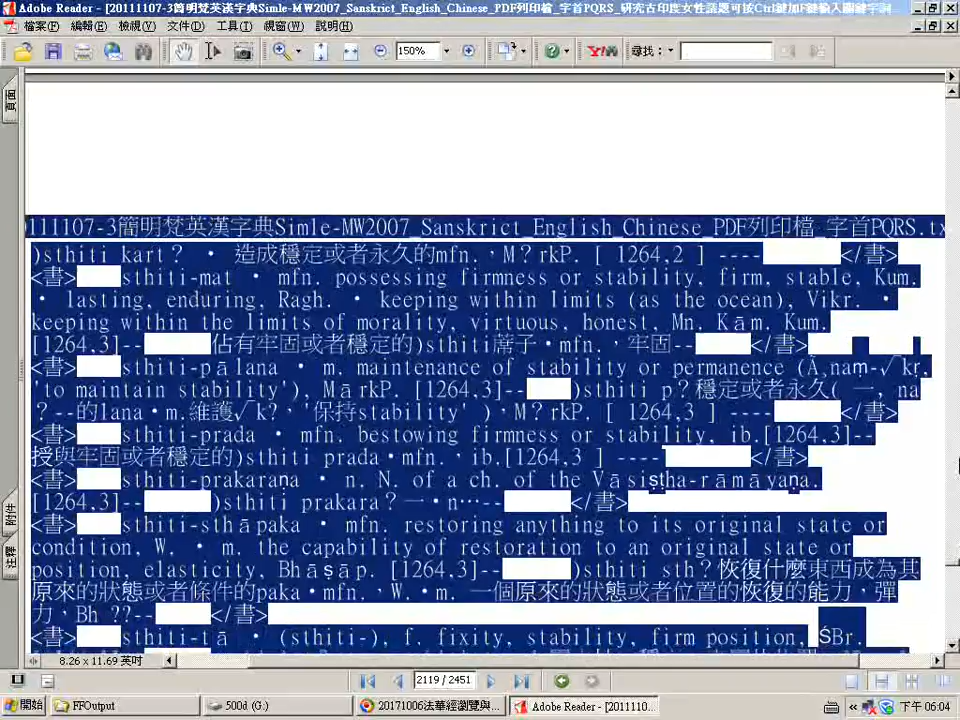 Adobe Reader - [20111107-3簡明梵英漢字典Simle-MW2007_Sanskrict_English_Chinese_PDF列印檔_字首PQRS_研究古印度女性議題可按Ctrl鍵加F鍵輸入關鍵字詞
檔案(F) 編輯(E) 檢視(V) 文件(D) 工具(T) 視窗(W) 說明(H)
150% 尋找:
頁面
111107-3簡明梵英漢字典Simle-MW2007_Sanskrict_English_Chinese_PDF列印檔_字首PQRS.tx
)sthiti kart？ • 造成穩定或者永久的mfn.，M？rkP. [ 1264,2 ] ---- </書>
<書> sthiti-mat • mfn. possessing firmness or stability, firm, stable, Kum.
• lasting, enduring, Ragh. • keeping within limits (as the ocean), Vikr. •
keeping within the limits of morality, virtuous, honest, Mn. Kām. Kum.
[1264,3]-- 佔有牢固或者穩定的)sthiti蓆子•mfn.，牢固-- </書>
<書> sthiti-pālana • m. maintenance of stability or permanence (Ā,nam-√kṛ,
'to maintain stability'), MārkP. [1264,3]-- )sthiti p？穩定或者永久( 一, na
？--的lana•m.維護√k?，'保持stability' )，M？rkP. [ 1264,3 ] ---- </書>
<書> sthiti-prada • mfn. bestowing firmness or stability, ib.[1264,3]--
授與牢固或者穩定的)sthiti prada•mfn.，ib.[1264,3 ] ---- </書>
<書> sthiti-prakaraṇa • n. N. of a ch. of the Vāsiṣṭha-rāmāyaṇa.
[1264,3]-- )sthiti prakara？一•n…-- </書>
<書> sthiti-sthāpaka • mfn. restoring anything to its original state or
condition, W. • m. the capability of restoration to an original state or
position, elasticity, Bhāṣāp. [1264,3]-- )sthiti sth？恢復什麼東西成為其
原來的狀態或者條件的paka•mfn.，W.•m. 一個原來的狀態或者位置的恢復的能力，彈
力，Bh ??-- </書>
<書> sthiti-tā • (sthiti-), f. fixity, stability, firm position, ŚBr.
附件
注釋
8.26 x 11.69 英吋
2119 / 2451
開始 FFOutput 500d (G:) 20171006法華經瀏覽與... Adobe Reader - [2011110... 下午 06:04